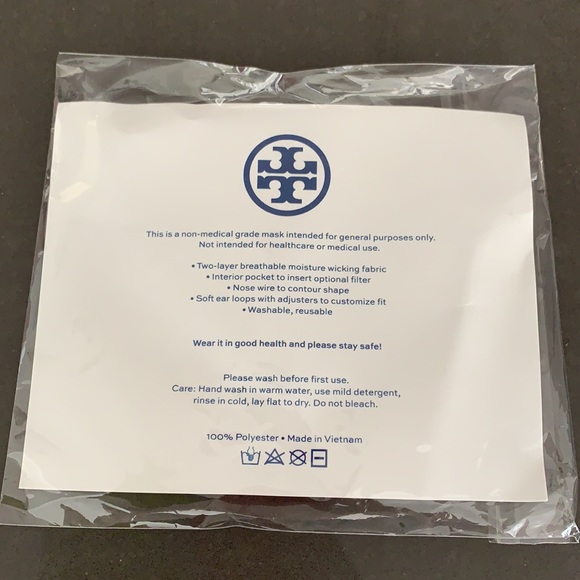 This is a non-medical grade mask intended for general purposes only.
Not intended for healthcare or medical use.
• Two-layer breathable moisture wicking fabric
• Interior pocket to insert optional filter
• Nose wire to contour shape
• Soft ear loops with adjusters to customize fit
• Washable, reusable
Wear it in good health and please stay safe!
Please wash before first use.
Care: Hand wash in warm water, use mild detergent,
rinse in cold, lay flat to dry. Do not bleach.
100% Polyester • Made in Vietnam